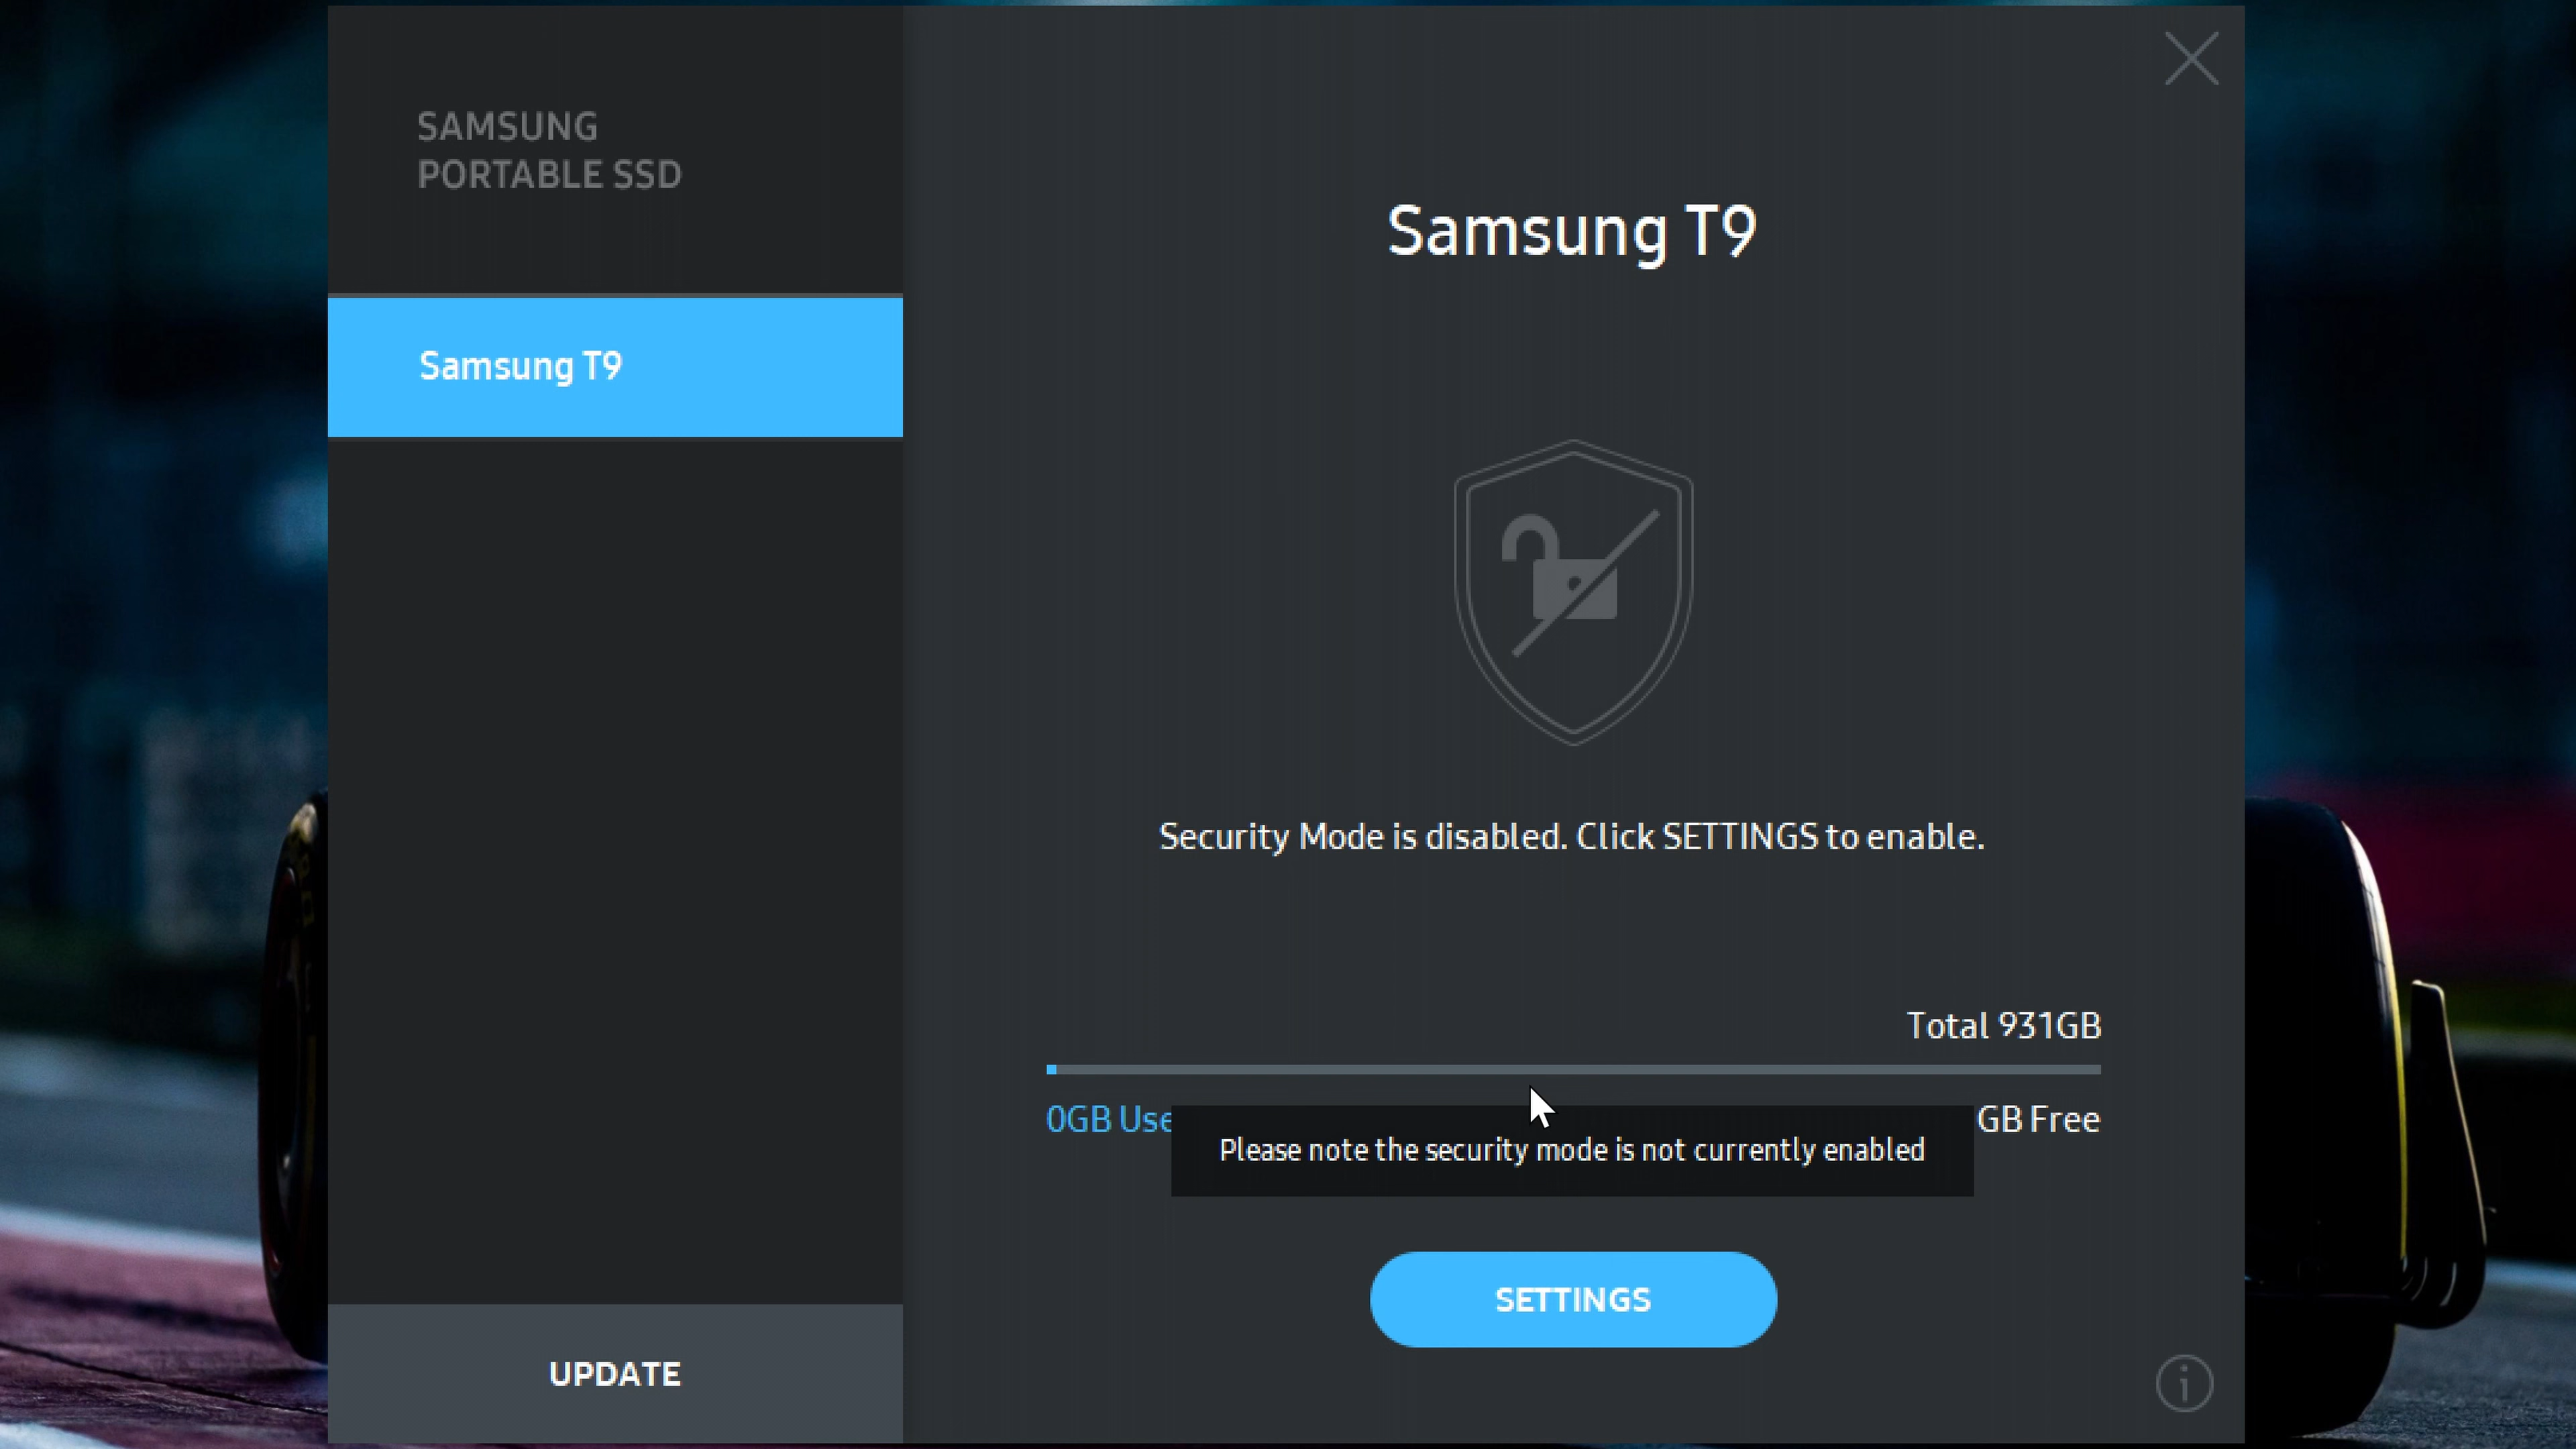 SAMSUNG
PORTABLE SSD
Samsung T9
UPDATE
Samsung T9
Security Mode is disabled. Click SETTINGS to enable.
Total 931GB
0GB Use
GB Free
Please note the security mode is not currently enabled
SETTINGS